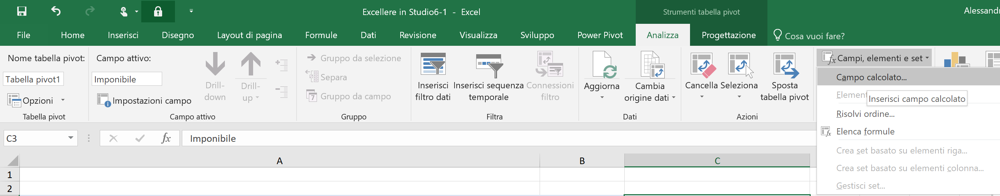 Excellere in Studio6-1 - Excel
Strumenti tabella pivot
Alessandr
File Home Inserisci Disegno Layout di pagina Formule Dati Revisione Visualizza Sviluppo Power Pivot Analizza Progettazione Cosa vuoi fare?
Nome tabella pivot:
Tabella pivot1
Opzioni
Tabella pivot
Campo attivo:
Imponibile
Impostazioni campo
Drill-
down
Drill-
up
Campo attivo
Gruppo da selezione
Separa
7 Gruppo da campo
Gruppo
Inserisci
filtro dati
Inserisci sequenza
temporale
Connessioni
filtro
Filtra
Aggiorna
Cambia
origine dati
Dati
Cancella
Seleziona
Sposta
tabella pivot
Azioni
fx Campi, elementi e set
Campo calcolato...
Element
Inserisci campo calcolato
Risolvi ordine...
fx Elenca formule
Crea set basato su elementi riga...
Crea set basato su elementi colonna...
Gestisci set...
C3
fx
Imponibile
A B C
1
2